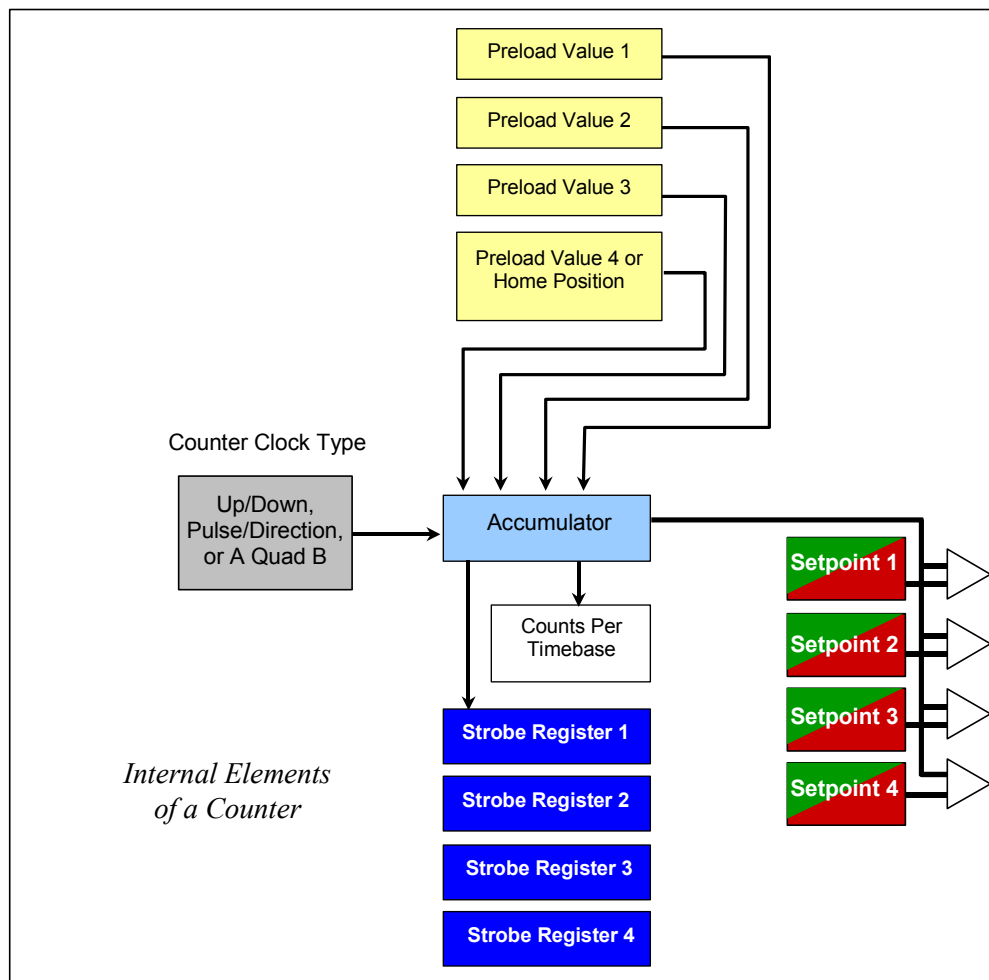 Preload Value 1
Preload Value 2
Preload Value 3
Preload Value 4 or
Home Position
Counter Clock Type
Up/Down,
Pulse/Direction,
or A Quad B
Accumulator
Counts Per
Timebase
Setpoint 1
Setpoint 2
Setpoint 3
Setpoint 4
Strobe Register 1
Strobe Register 2
Strobe Register 3
Strobe Register 4
Internal Elements
of a Counter